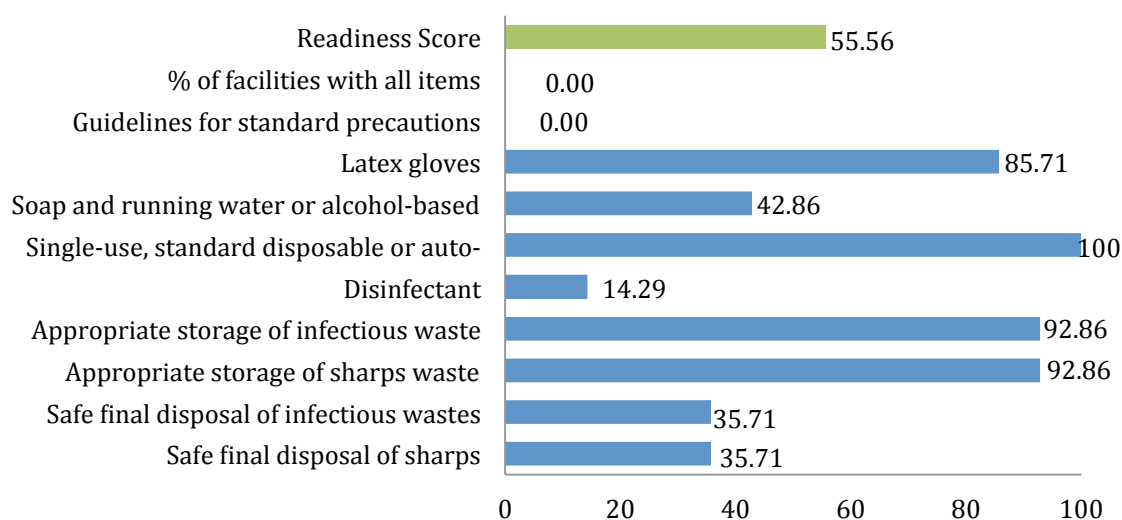 Readiness Score 55.56
% of facilities with all items 0.00
Guidelines for standard precautions 0.00
Latex gloves 85.71
Soap and running water or alcohol-based 42.86
Single-use, standard disposable or auto- 100
Disinfectant 14.29
Appropriate storage of infectious waste 92.86
Appropriate storage of sharps waste 92.86
Safe final disposal of infectious wastes 35.71
Safe final disposal of sharps 35.71
0 20 40 60 80 100